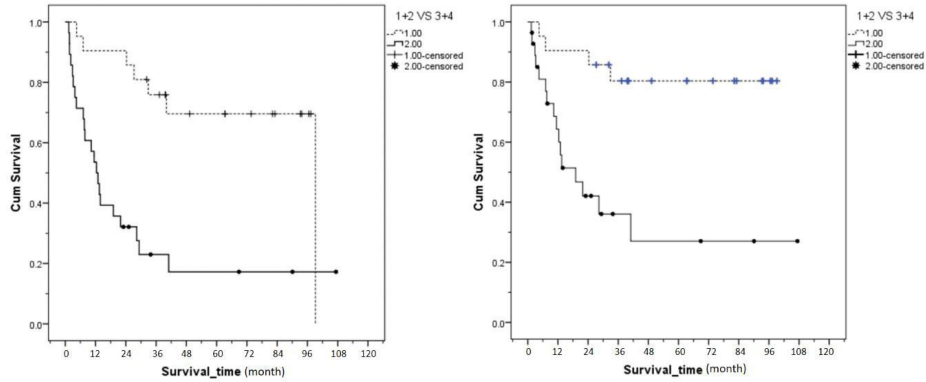 1+2 VS 3+4
1.00
2.00
1.00-censored
2.00-censored
Cum Survival
1.0
0.8
0.6
0.4
0.2
0.0
0 12 24 36 48 60 72 84 96 108 120
Survival_time (month)
1+2 VS 3+4
1.00
2.00
1.00-censored
2.00-censored
Cum Survival
1.0
0.8
0.6
0.4
0.2
0.0
0 12 24 36 48 60 72 84 96 108 120
Survival_time (month)